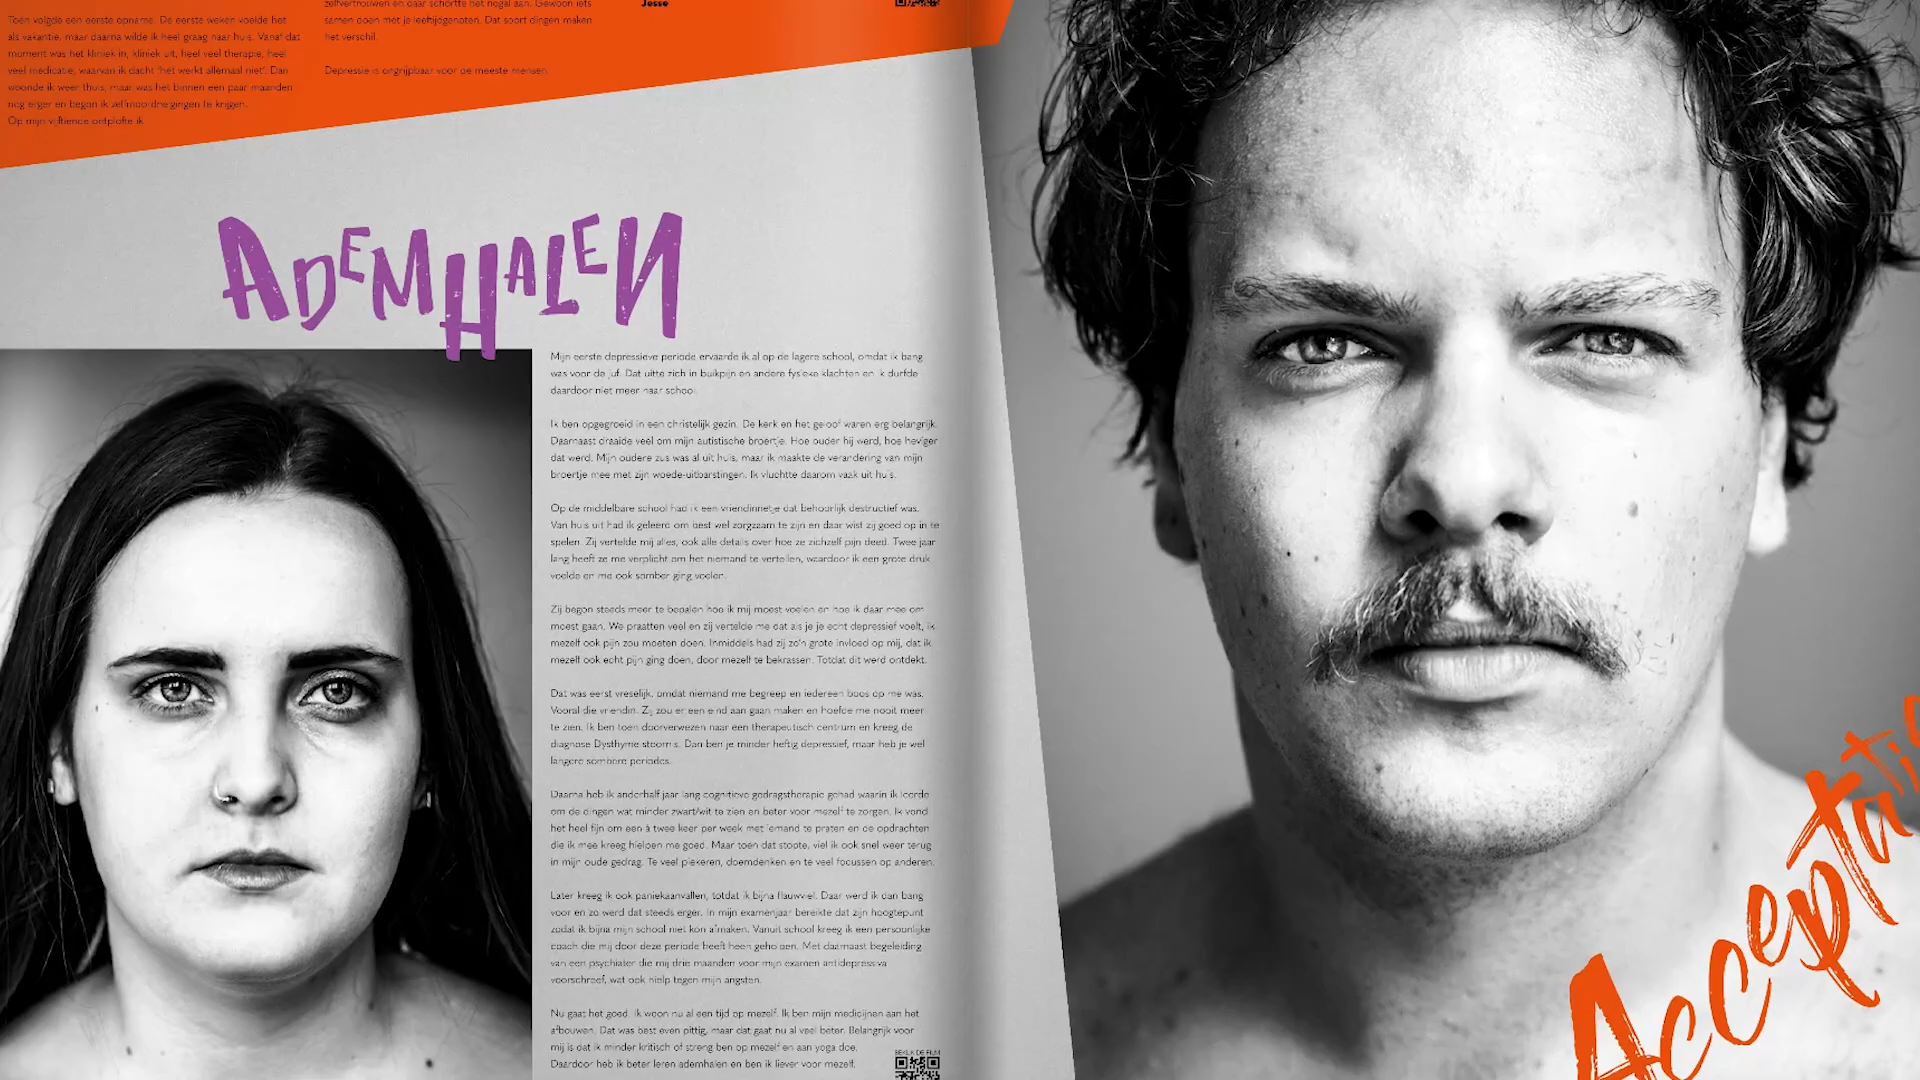 Toen volgde een eerste opname. De eerste weken voelde het
als vakantie, maar daarna wilde ik heel graag naar huis. Vanaf dat
moment was het kliniek in, kliniek uit, heel veel therapie, heel
veel medicatie, waarvan ik dacht 'het werkt allemaal niet'. Dan
woonde ik weer thuis, maar was het binnen een paar maanden
nog erger en begon ik zelfmoordneigingen te krijgen.
Op mijn vijftiende ontplofte ik
zelfvertrouwen en daar schortte het nogal aan. Gewoon iets
samen doen met je leeftijdgenoten. Dat soort dingen maken
het verschil.
Depressie is ongrijpbaar voor de meeste mensen.
Jesse
ADEMHALEN
Mijn eerste depressieve periode ervaarde ik al op de lagere school, omdat ik bang
was voor de juf. Dat uitte zich in buikpijn en andere fysieke klachten en ik durfde
daardoor niet meer naar school.
Ik ben opgegroeid in een christelijk gezin. De kerk en het geloof waren erg belangrijk.
Daarnaast draaide veel om mijn autistische broertje. Hoe ouder hij werd, hoe heviger
dat werd. Mijn oudere zus was al uit huis, maar ik maakte de verandering van mijn
broertje mee met zijn woede-uitbarstingen. Ik vluchtte daarom vaak uit huis.
Op de middelbare school had ik een vriendinnetje dat behoorlijk destructief was.
Van huis uit had ik geleerd om best wel zorgzaam te zijn en daar wist zij goed op in te
spelen. Zij vertelde mij alles, ook alle details over hoe ze zichzelf pijn deed. Twee jaar
lang heeft ze me verplicht om het niemand te vertellen, waardoor ik een grote druk
voelde en me ook somber ging voelen.
Zij begon steeds meer te bepalen hoe ik mij moest voelen en hoe ik daar mee om
moest gaan. We praatten veel en zij vertelde me dat als je je echt depressief voelt, ik
mezelf ook pijn zou moeten doen. Inmiddels had zij zo'n grote invloed op mij, dat ik
mezelf ook echt pijn ging doen, door mezelf te bekrassen. Totdat dit werd ontdekt.
Dat was eerst vreselijk, omdat niemand me begreep en iedereen boos op me was.
Vooral die vriendin. Zij zou er een eind aan gaan maken en hoefde me nooit meer
te zien. Ik ben toen doorverwezen naar een therapeutisch centrum en kreeg de
diagnose Dysthyme stoornis. Dan ben je minder heftig depressief, maar heb je wel
langere sombere periodes.
Daarna heb ik anderhalf jaar lang cognitieve gedragstherapie gehad waarin ik leerde
om de dingen wat minder zwart/wit te zien en beter voor mezelf te zorgen. Ik vond
het heel fijn om een à twee keer per week met iemand te praten en de opdrachten
die ik mee kreeg hielpen me goed. Maar toen dat stopte, viel ik ook snel weer terug
in mijn oude gedrag. Te veel piekeren, doemdenken en te veel focussen op anderen.
Later kreeg ik ook paniekaanvallen, totdat ik bijna flauwviel. Daar werd ik dan bang
voor en zo werd dat steeds erger. In mijn examenjaar bereikte dat zijn hoogtepunt
zodat ik bijna mijn school niet kon afmaken. Vanuit school kreeg ik een persoonlijke
coach die mij door deze periode heeft heen geholpen. Met daarnaast begeleiding
van een psychiater die mij drie maanden voor mijn examen antidepressiva
voorschreef, wat ook hielp tegen mijn angsten.
Nu gaat het goed. Ik woon nu al een tijd op mezelf. Ik ben mijn medicijnen aan het
afbouwen. Dat was best even pittig, maar dat gaat nu al veel beter. Belangrijk voor
mij is dat ik minder kritisch of streng ben op mezelf en aan yoga doe.
Daardoor heb ik beter leren ademhalen en ben ik liever voor mezelf.
BEKIJK DE FILM
Acceptati